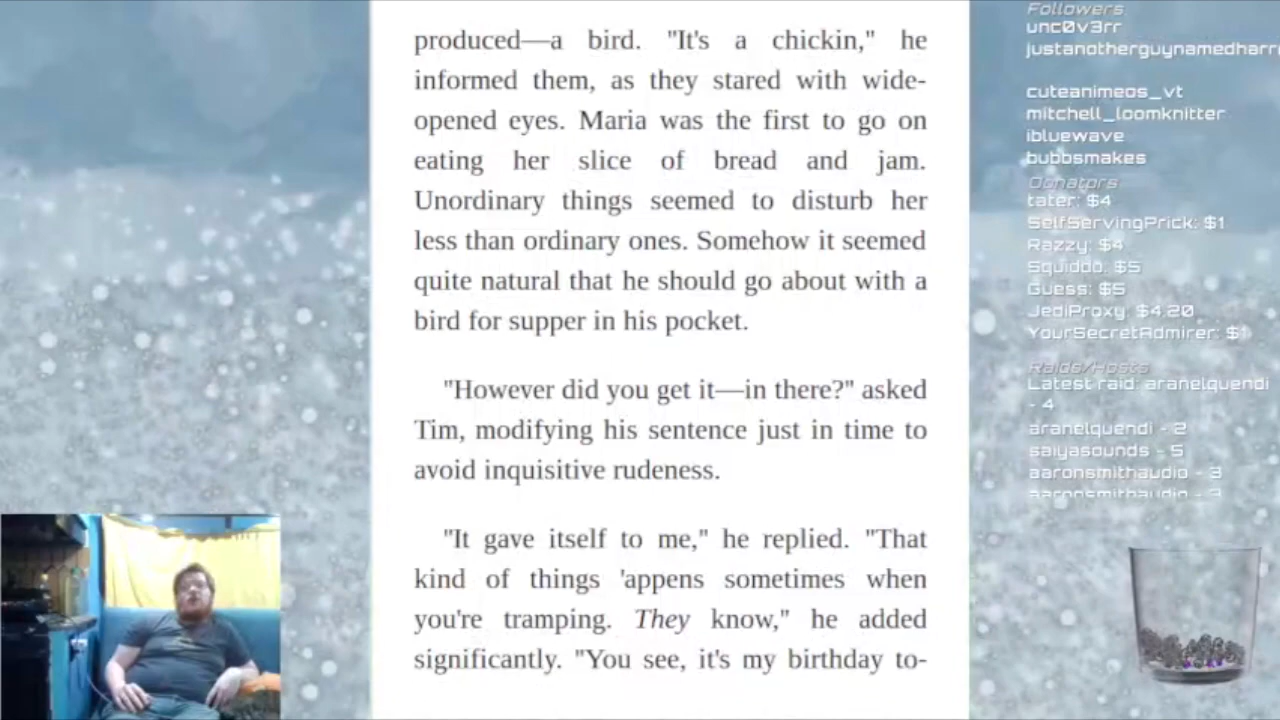 produced—a bird. "It's a chickin," he
informed them, as they stared with wide-
opened eyes. Maria was the first to go on
eating her slice of bread and jam.
Unordinary things seemed to disturb her
less than ordinary ones. Somehow it seemed
quite natural that he should go about with a
bird for supper in his pocket.
"However did you get it—in there?" asked
Tim, modifying his sentence just in time to
avoid inquisitive rudeness.
"It gave itself to me," he replied. "That
kind of things 'appens sometimes when
you're tramping. They know," he added
significantly. "You see, it's my birthday to-
Followers
unc0v3rr
justanotherguynamedharr
cuteanimeos_vt
mitchell_loomknitter
ibluewave
bubbsmakes
Donators
tater: $4
SelfServingPrick: $1
Razzy: $4
Squiddo: $5
Guess: $5
JediProxy: $4.20
YourSecretAdmirer: $1
Raids/Hosts
Latest raid: aranelquendi
- 4
aranelquendi - 2
saiyasounds - 5
aaronsmithaudio - 3
aaronsmithaudio - 3